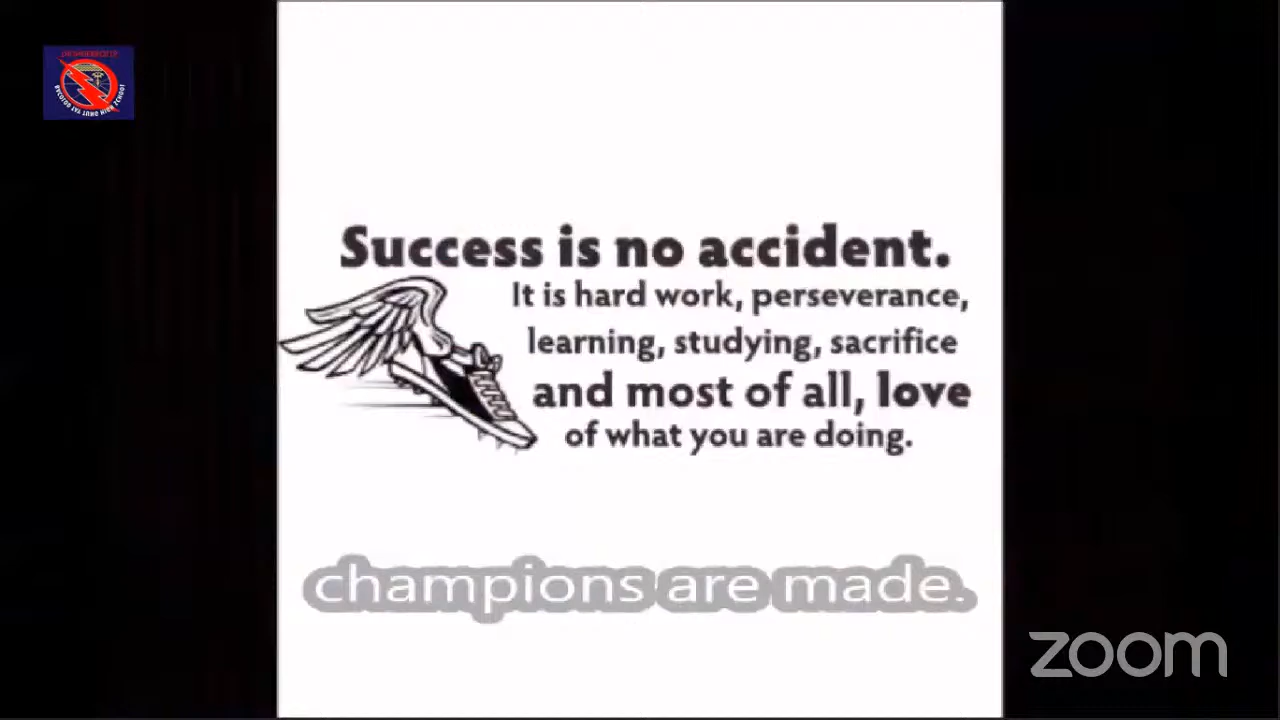 Success is no accident.
It is hard work, perseverance,
learning, studying, sacrifice
and most of all, love
of what you are doing.
champions are made.
zoom